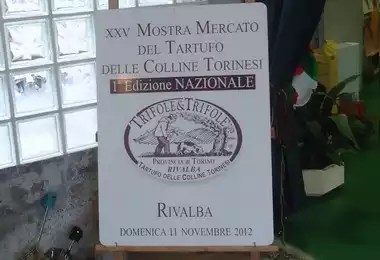 XXV MOSTRA MERCATO
DEL TARTUFO
DELLE COLLINE TORINESI
1ª Edizione NAZIONALE
TRIFOLE & TRIFOLE
PROVINCIA DI TORINO
RIVALBA
TARTUFO DELLE COLLINE TORINESI
RIVALBA
DOMENICA 11 NOVEMBRE 2012